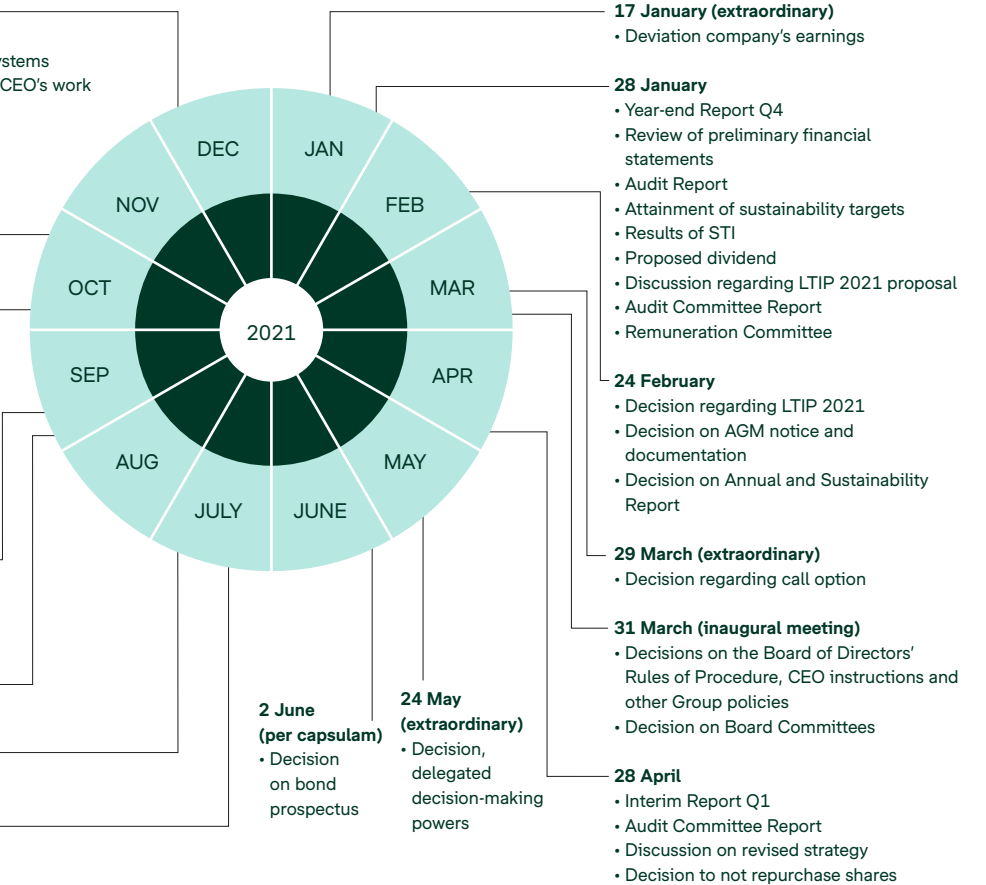 17 January (extraordinary)
• Deviation company's earnings
CEO's work
28 January
• Year-end Report Q4
• Review of preliminary financial
statements
• Audit Report
• Attainment of sustainability targets
• Results of STI
• Proposed dividend
• Discussion regarding LTIP 2021 proposal
• Audit Committee Report
• Remuneration Committee
24 February
• Decision regarding LTIP 2021
• Decision on AGM notice and
documentation
• Decision on Annual and Sustainability
Report
29 March (extraordinary)
• Decision regarding call option
31 March (inaugural meeting)
• Decisions on the Board of Directors'
Rules of Procedure, CEO instructions and
other Group policies
• Decision on Board Committees
28 April
• Interim Report Q1
• Audit Committee Report
• Discussion on revised strategy
• Decision to not repurchase shares
24 May
(extraordinary)
• Decision,
delegated
decision-making
powers
2 June
(per capsulam)
• Decision
on bond
prospectus
JAN
FEB
MAR
APR
MAY
JUNE
JULY
AUG
SEP
OCT
NOV
DEC
2021